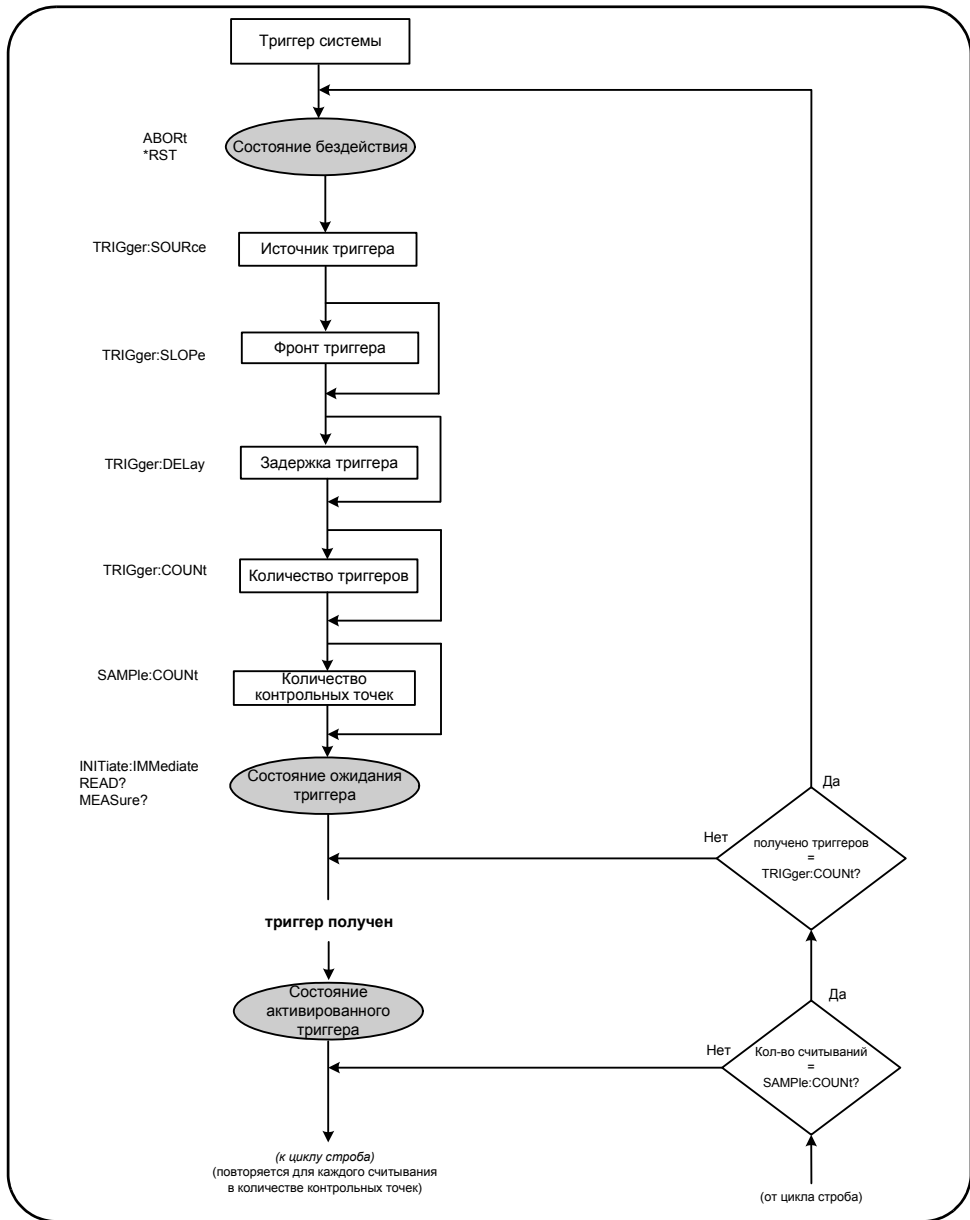 Триггер системы
ABORt
*RST
Состояние бездействия
TRIGger:SOURce
Источник триггера
TRIGger:SLOPe
Фронт триггера
TRIGger:DELay
Задержка триггера
TRIGger:COUNt
Количество триггеров
SAMPle:COUNt
Количество
контрольных точек
INITiate:IMMediate
READ?
MEASure?
Состояние ожидания
триггера
Да
Нет
получено триггеров
=
TRIGger:COUNt?
триггер получен
Состояние
активированного
триггера
Да
Нет
Кол-во считываний
=
SAMPle:COUNt?
(к циклу строба)
(повторяется для каждого считывания
в количестве контрольных точек)
(от цикла строба)